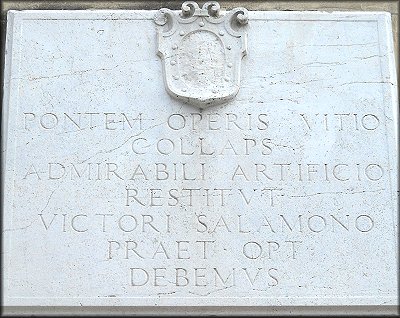 PONTEM OPERIS VITIO
COLLAPS
ADMIRABILI ARTIFICIO
RESTITVT
VICTORI SALAMONO
PRAET · OPT
DEBEMVS